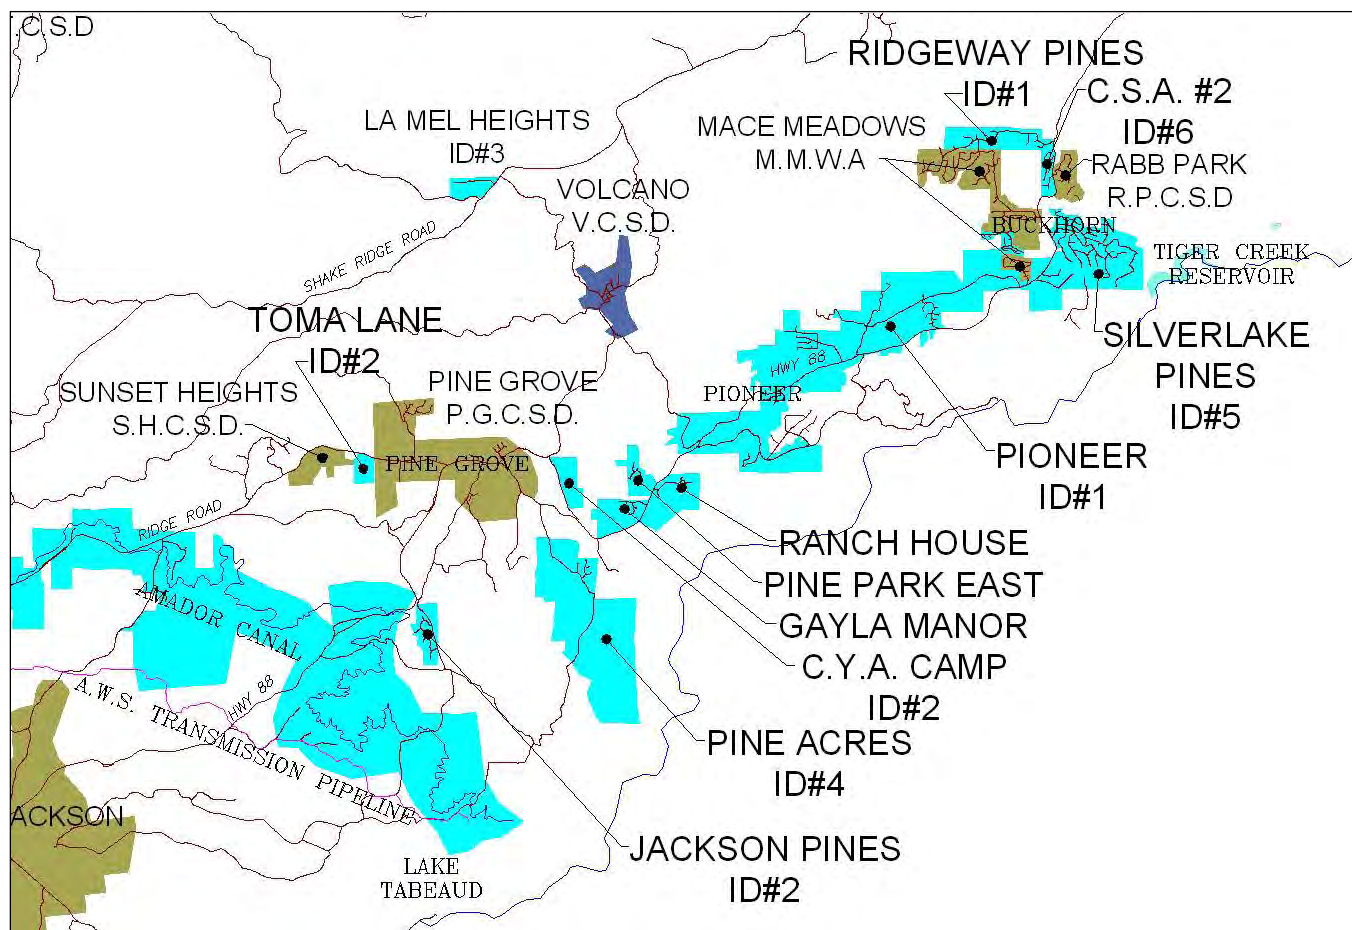 .C.S.D
RIDGEWAY PINES
ID#1
C.S.A. #2
ID#6
LA MEL HEIGHTS
ID#3
MACE MEADOWS
M.M.W.A
RABB PARK
R.P.C.S.D
VOLCANO
V.C.S.D.
BUCKHORN
TIGER CREEK
RESERVOIR
SHAKE RIDGE ROAD
TOMA LANE
ID#2
SILVERLAKE
PINES
ID#5
HWY 88
PIONEER
SUNSET HEIGHTS
S.H.C.S.D.
PINE GROVE
P.G.C.S.D.
PINE GROVE
PIONEER
ID#1
RIDGE ROAD
RANCH HOUSE
PINE PARK EAST
GAYLA MANOR
C.Y.A. CAMP
ID#2
AMADOR CANAL
HWY 88
A.W.S. TRANSMISSION PIPELINE
PINE ACRES
ID#4
ACKSON
JACKSON PINES
ID#2
LAKE
TABEAUD